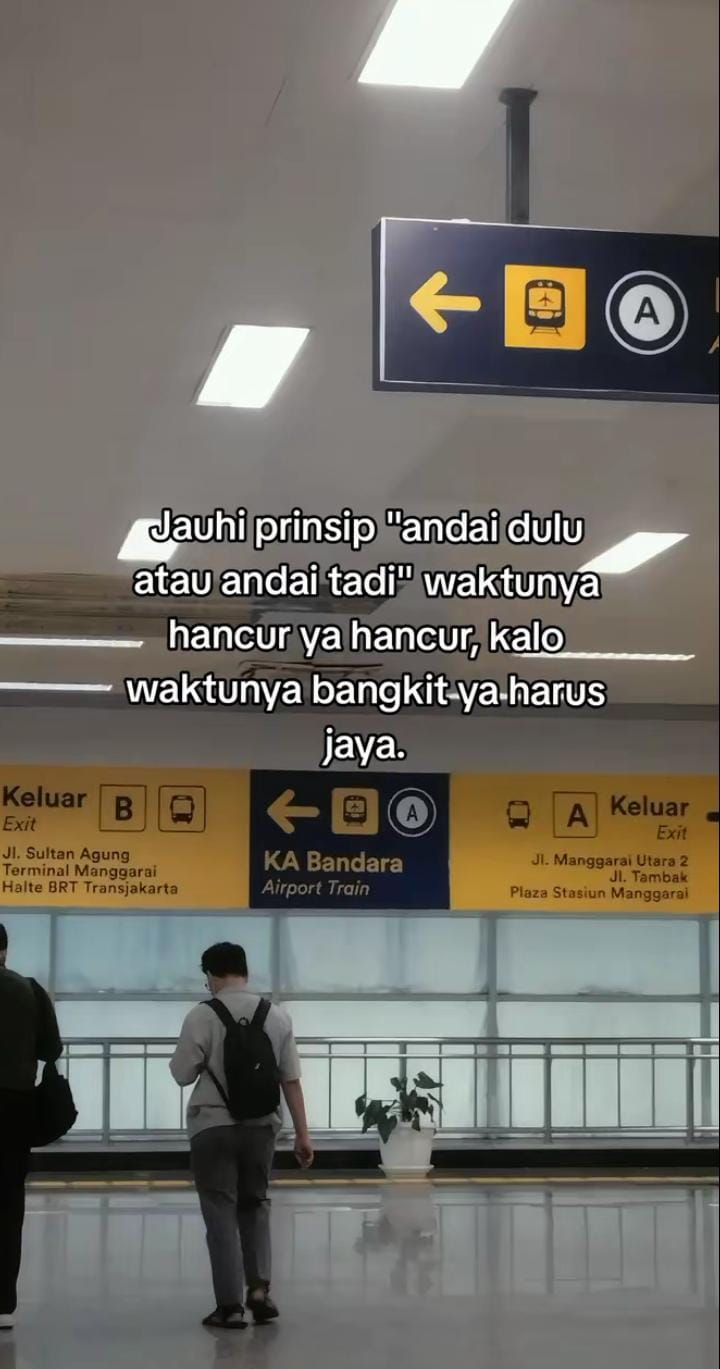 A
Jauhi prinsip "andai dulu
atau andai tadi" waktunya
hancur ya hancur, kalo
waktunya bangkit ya harus
jaya.
Keluar B
Exit
Jl. Sultan Agung
Terminal Manggarai
Halte BRT Transjakarta
A
KA Bandara
Airport Train
A Keluar
Exit
Jl. Manggarai Utara 2
Jl. Tambak
Plaza Stasiun Manggarai